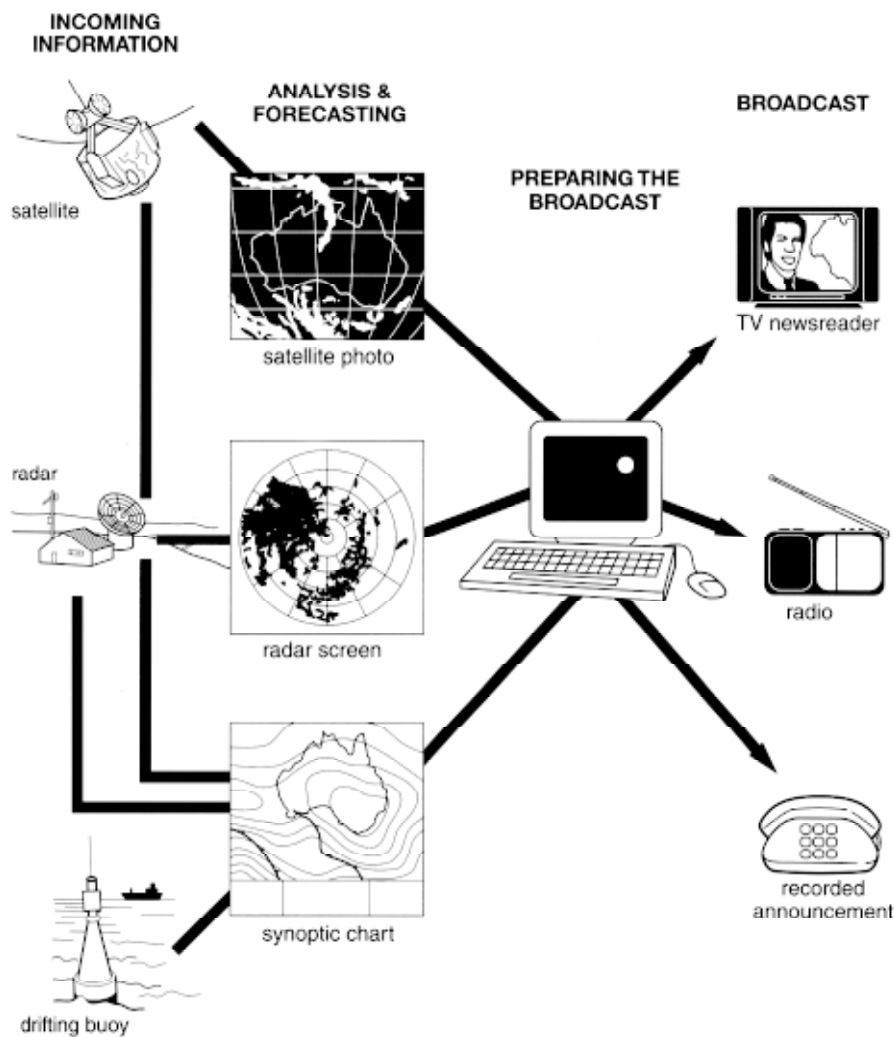 INCOMING
INFORMATION
satellite
radar
drifting buoy
ANALYSIS &
FORECASTING
satellite photo
radar screen
synoptic chart
PREPARING THE
BROADCAST
BROADCAST
TV newsreader
radio
recorded
announcement